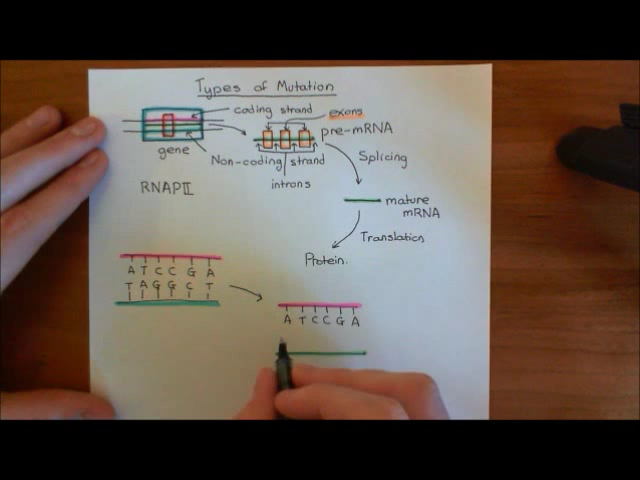 Types of Mutation
coding strand
exons
pre-mRNA
gene
Non-coding strand
Splicing
RNAPII
introns
mature
mRNA
Translation
Protein.
A T C C G A
T A G G C T
A T C C G A